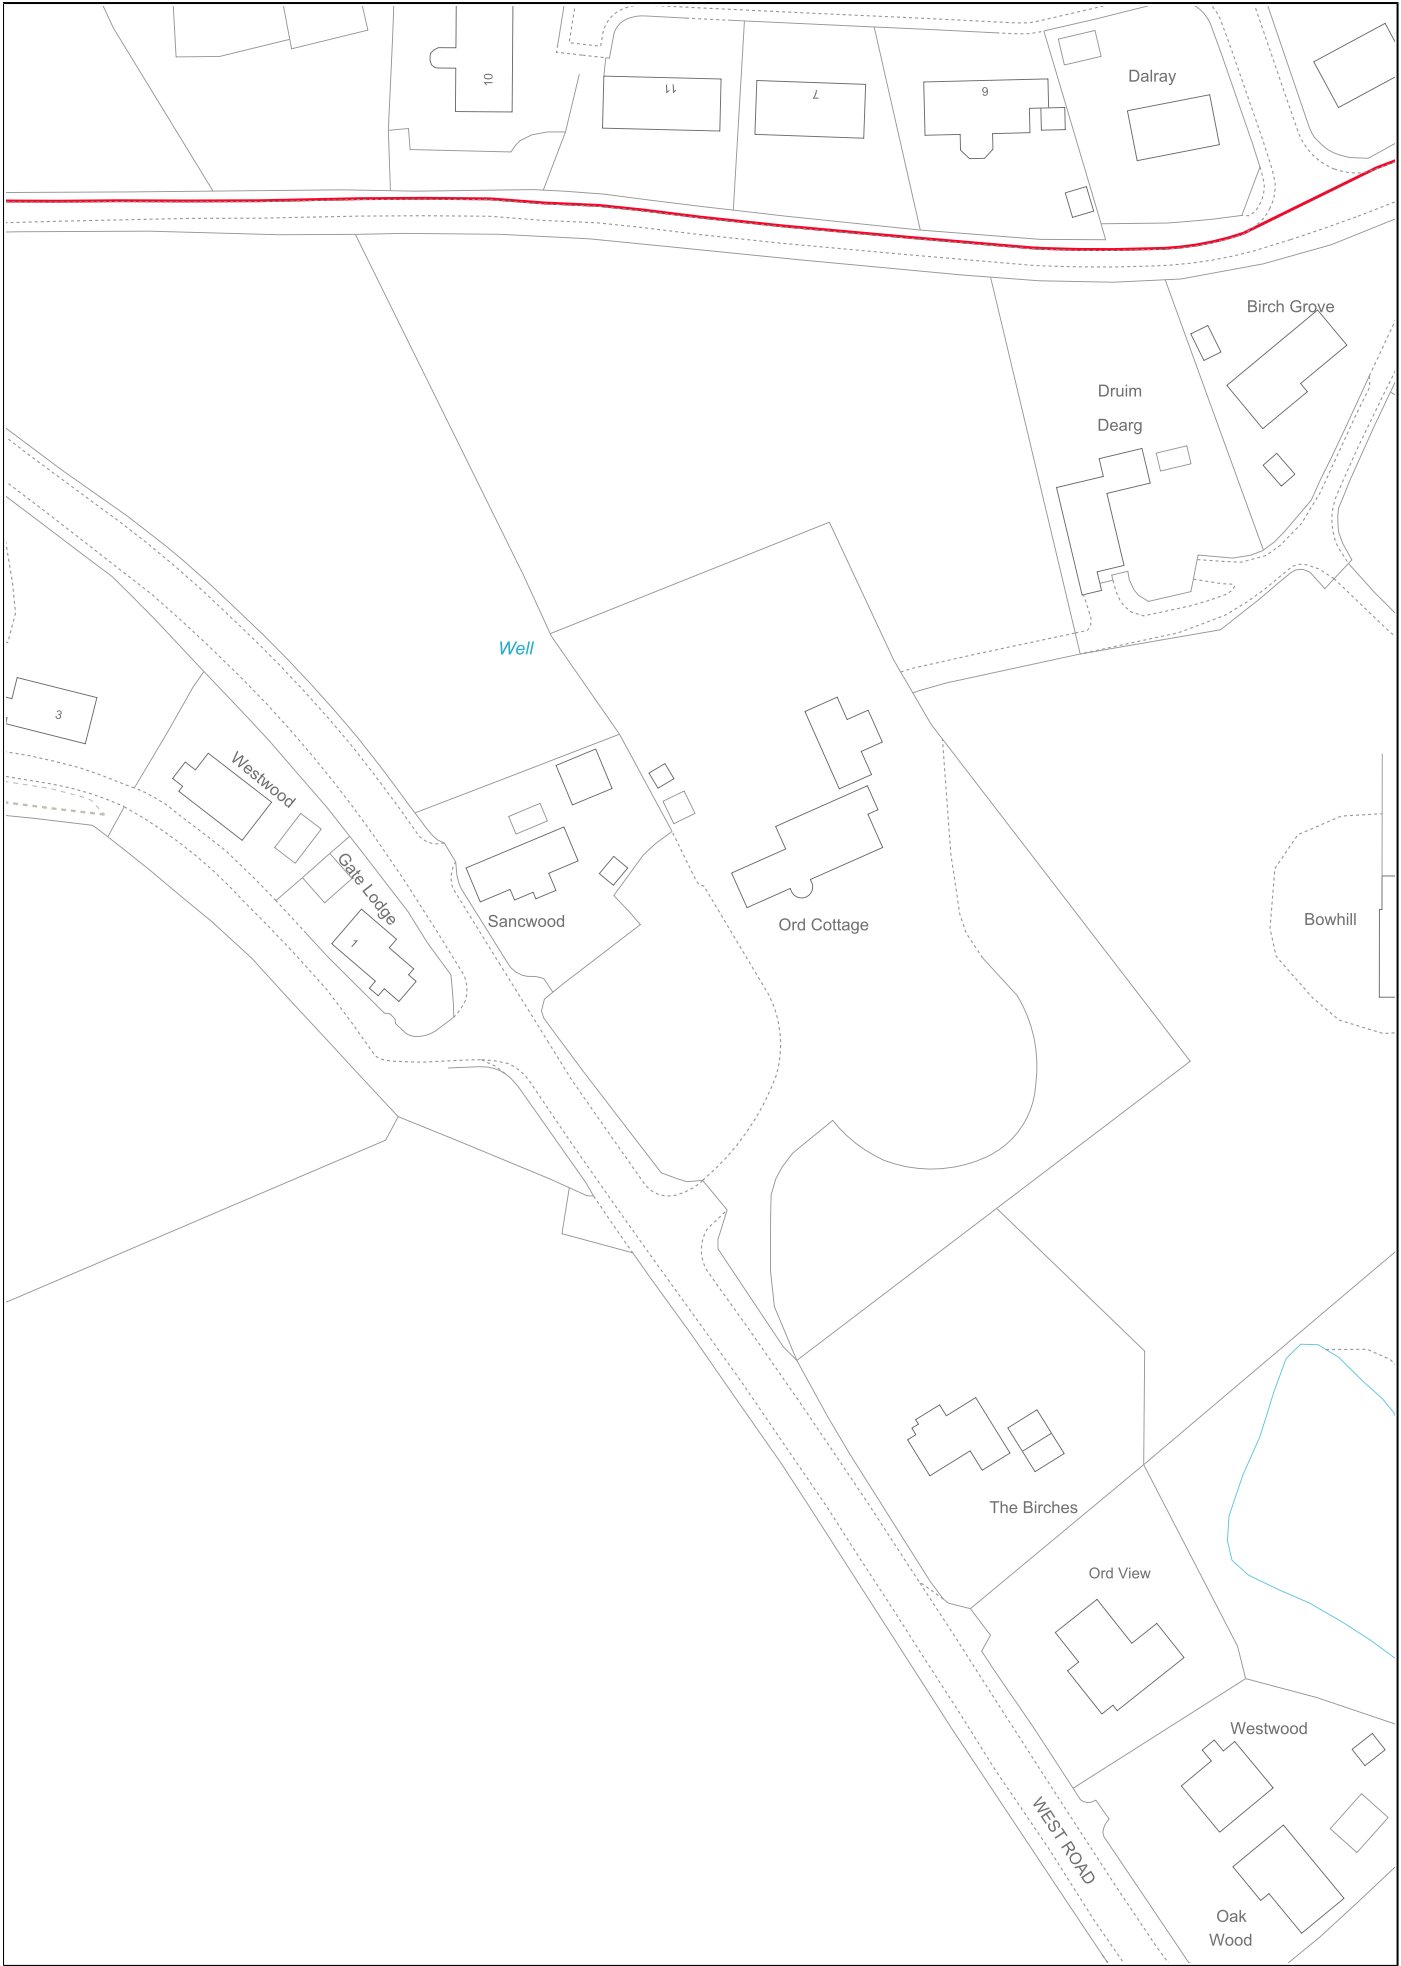 10
11
7
9
Dalray
Birch Grove
Druim
Dearg
Well
3
Westwood
Gate Lodge
1
Sancwood
Ord Cottage
Bowhill
The Birches
Ord View
Westwood
WEST ROAD
Oak
Wood